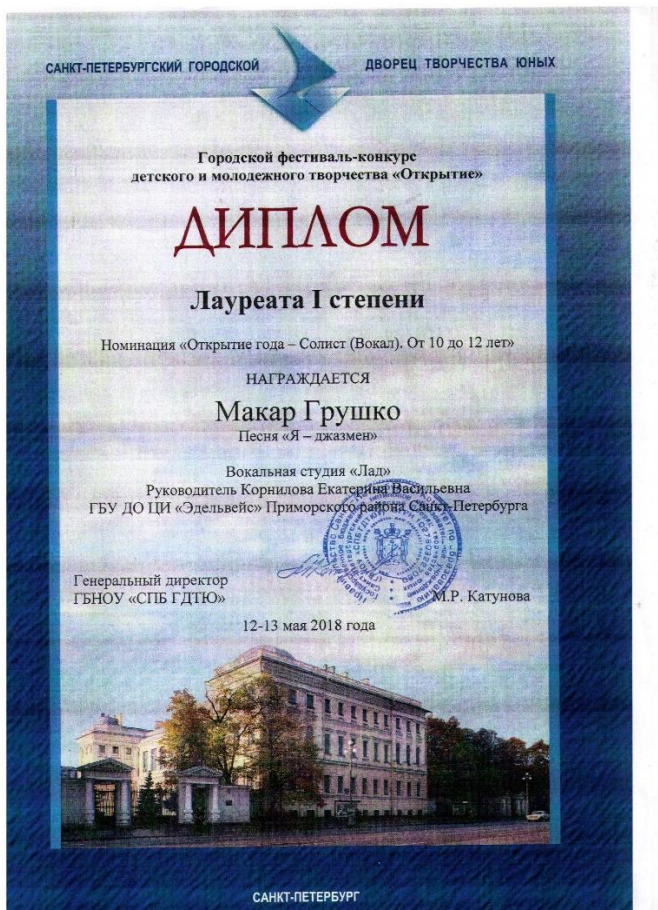 САНКТ-ПЕТЕРБУРГСКИЙ ГОРОДСКОЙ ДВОРЕЦ ТВОРЧЕСТВА ЮНЫХ
Городской фестиваль-конкурс
детского и молодежного творчества «Открытие»
ДИПЛОМ
Лауреата I степени
Номинация «Открытие года – Солист (Вокал). От 10 до 12 лет»
НАГРАЖДАЕТСЯ
Макар Грушко
Песня «Я – джазмен»
Вокальная студия «Лад»
Руководитель Корнилова Екатерина Васильевна
ГБУ ДО ЦИ «Эдельвейс» Приморского района Санкт-Петербурга
Генеральный директор
ГБНОУ «СПБ ГДТЮ» М.Р. Катунова
12-13 мая 2018 года
САНКТ-ПЕТЕРБУРГ